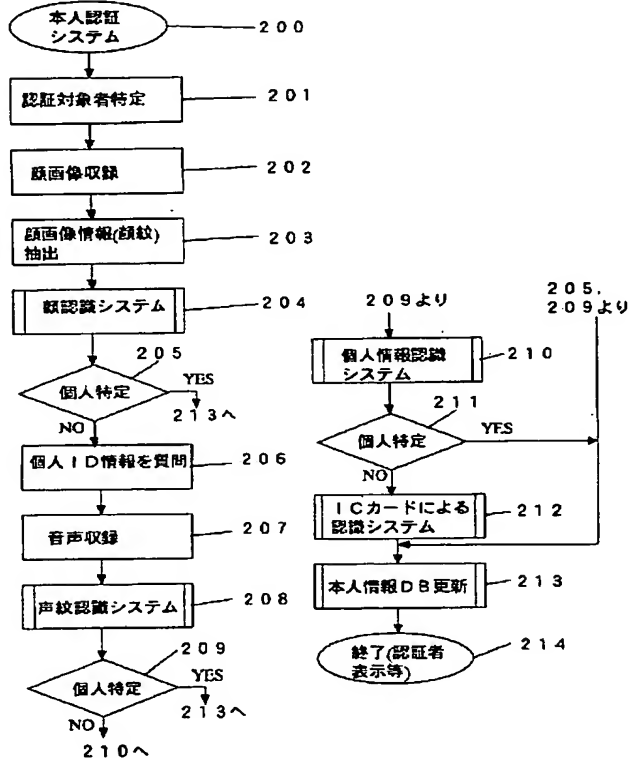 本人認証
システム
200
認証対象者特定
201
顔画像収録
202
顔画像情報(顔紋)
抽出
203
顔認識システム
204
205
個人特定
YES
213へ
NO
個人ID情報を質問
206
音声収録
207
声紋認識システム
208
209
個人特定
YES
213へ
NO
210へ
209より
205,
209より
個人情報認識
システム
210
211
個人特定
YES
NO
ICカードによる
認識システム
212
本人情報DB更新
213
終了(認証者
表示等)
214